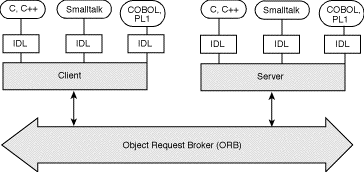 C, C++ Smalltalk COBOL, PL1 C, C++ Smalltalk COBOL, PL1
IDL IDL IDL IDL IDL IDL
Client Server
Object Request Broker (ORB)